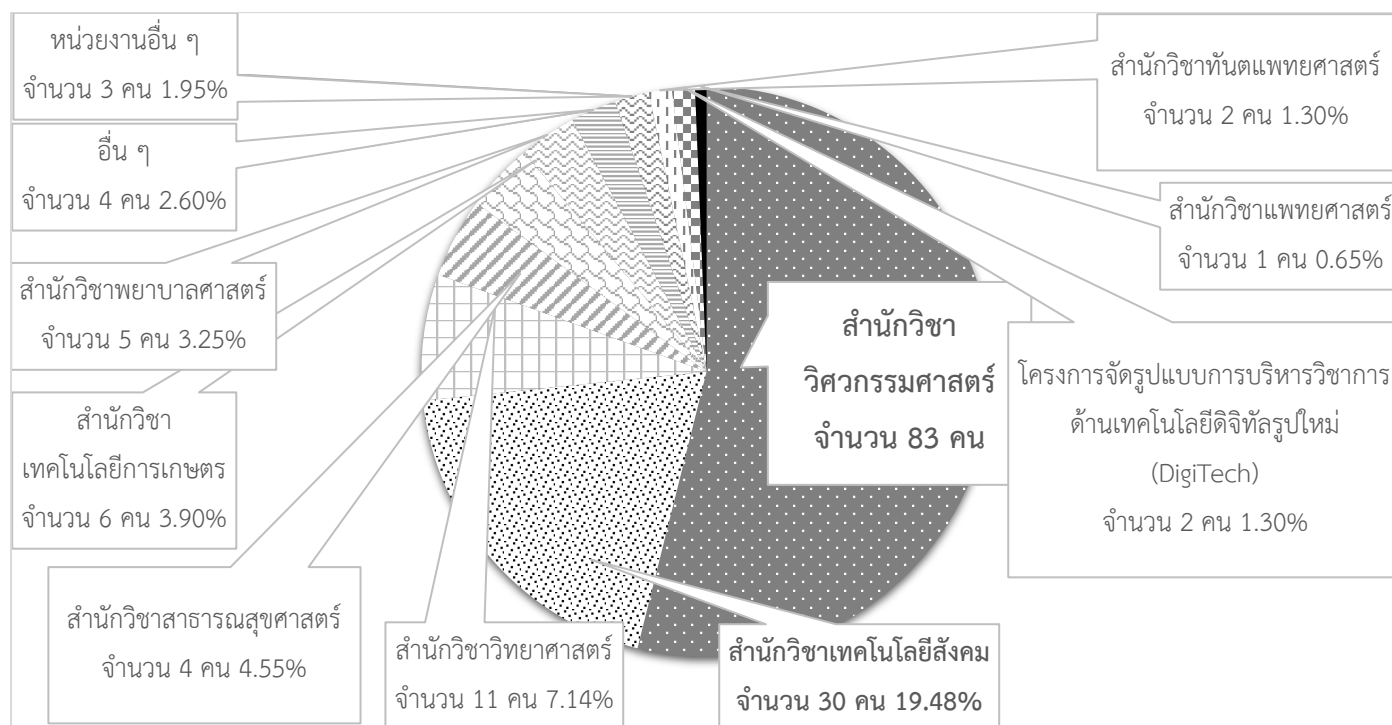 หน่วยงานอื่น ๆ
จำนวน 3 คน 1.95%
อื่น ๆ
จำนวน 4 คน 2.60%
สำนักวิชาพยาบาลศาสตร์
จำนวน 5 คน 3.25%
สำนักวิชา
เทคโนโลยีการเกษตร
จำนวน 6 คน 3.90%
สำนักวิชาสาธารณสุขศาสตร์
จำนวน 4 คน 4.55%
สำนักวิชาวิทยาศาสตร์
จำนวน 11 คน 7.14%
สำนักวิชาเทคโนโลยีสังคม
จำนวน 30 คน 19.48%
สำนักวิชา
วิศวกรรมศาสตร์
จำนวน 83 คน
สำนักวิชาทันตแพทยศาสตร์
จำนวน 2 คน 1.30%
สำนักวิชาแพทยศาสตร์
จำนวน 1 คน 0.65%
โครงการจัดรูปแบบการบริหารวิชาการ
ด้านเทคโนโลยีดิจิทัลรูปใหม่
(DigiTech)
จำนวน 2 คน 1.30%